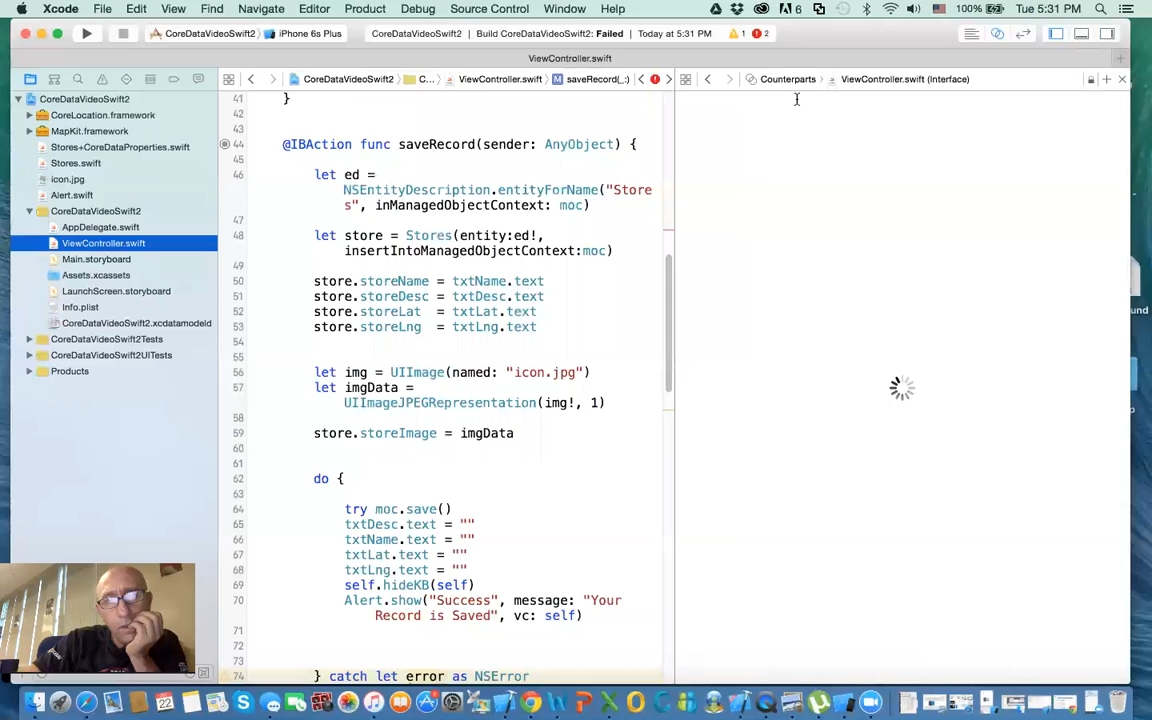 Xcode File Edit View Find Navigate Editor Product Debug Source Control Window Help 6 100% Tue 5:31 PM
CoreDataVideoSwift2 iPhone 6s Plus CoreDataVideoSwift2 | Build CoreDataVideoSwift2: Failed | Today at 5:31 PM 1 2
ViewController.swift
CoreDataVideoSwift2 C... ViewController.swift M saveRecord(_:) Counterparts ViewController.swift (Interface)
CoreDataVideoSwift2
CoreLocation.framework
MapKit.framework
Stores+CoreDataProperties.swift
Stores.swift
icon.jpg
Alert.swift
CoreDataVideoSwift2
AppDelegate.swift
ViewController.swift
Main.storyboard
Assets.xcassets
LaunchScreen.storyboard
Info.plist
CoreDataVideoSwift2.xcdatamodeld
CoreDataVideoSwift2Tests
CoreDataVideoSwift2UITests
Products
41 }
42
43
44 @IBAction func saveRecord(sender: AnyObject) {
45
46 let ed =
NSEntityDescription.entityForName("Store
s", inManagedObjectContext: moc)
47
48 let store = Stores(entity:ed!,
insertIntoManagedObjectContext:moc)
49
50 store.storeName = txtName.text
51 store.storeDesc = txtDesc.text
52 store.storeLat  = txtLat.text
53 store.storeLng  = txtLng.text
54
55
56 let img = UIImage(named: "icon.jpg")
57 let imgData =
UIImageJPEGRepresentation(img!, 1)
58
59 store.storeImage = imgData
60
61
62 do {
63
64 try moc.save()
65 txtDesc.text = ""
66 txtName.text = ""
67 txtLat.text = ""
68 txtLng.text = ""
69 self.hideKB(self)
70 Alert.show("Success", message: "Your
Record is Saved", vc: self)
71
72
73
74 } catch let error as NSError
ound